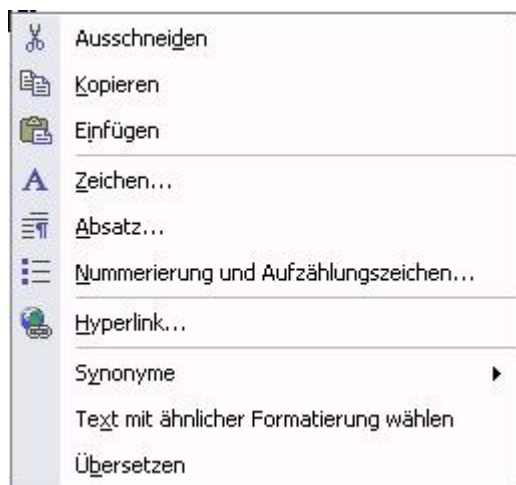 Ausschneiden
Kopieren
Einfügen
Zeichen...
Absatz...
Nummerierung und Aufzählungszeichen...
Hyperlink...
Synonyme
Text mit ähnlicher Formatierung wählen
Übersetzen